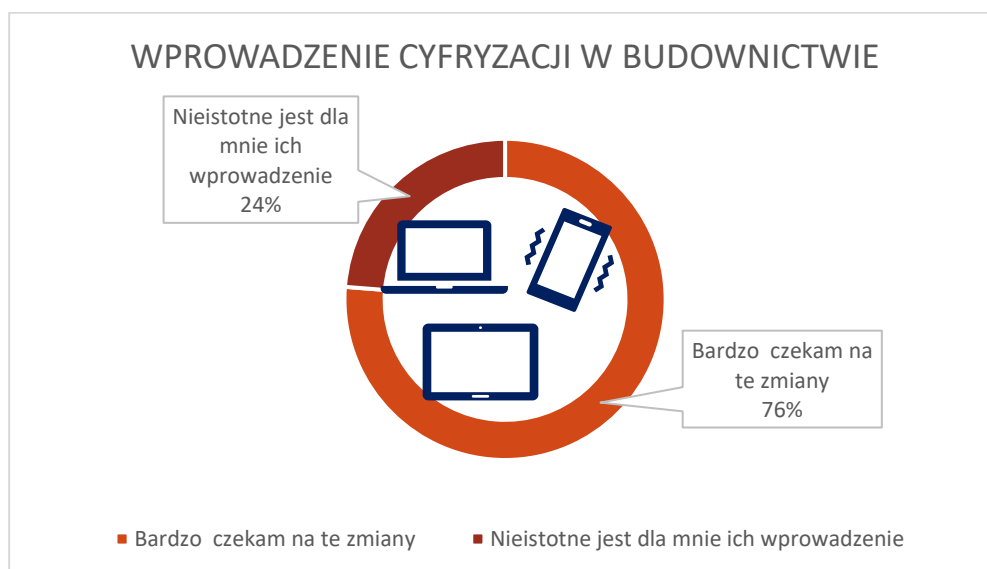 WPROWADZENIE CYFRYZACJI W BUDOWNICTWIE
Nieistotne jest dla
mnie ich
wprowadzenie
24%
Bardzo  czekam na
te zmiany
76%
Bardzo  czekam na te zmiany
Nieistotne jest dla mnie ich wprowadzenie